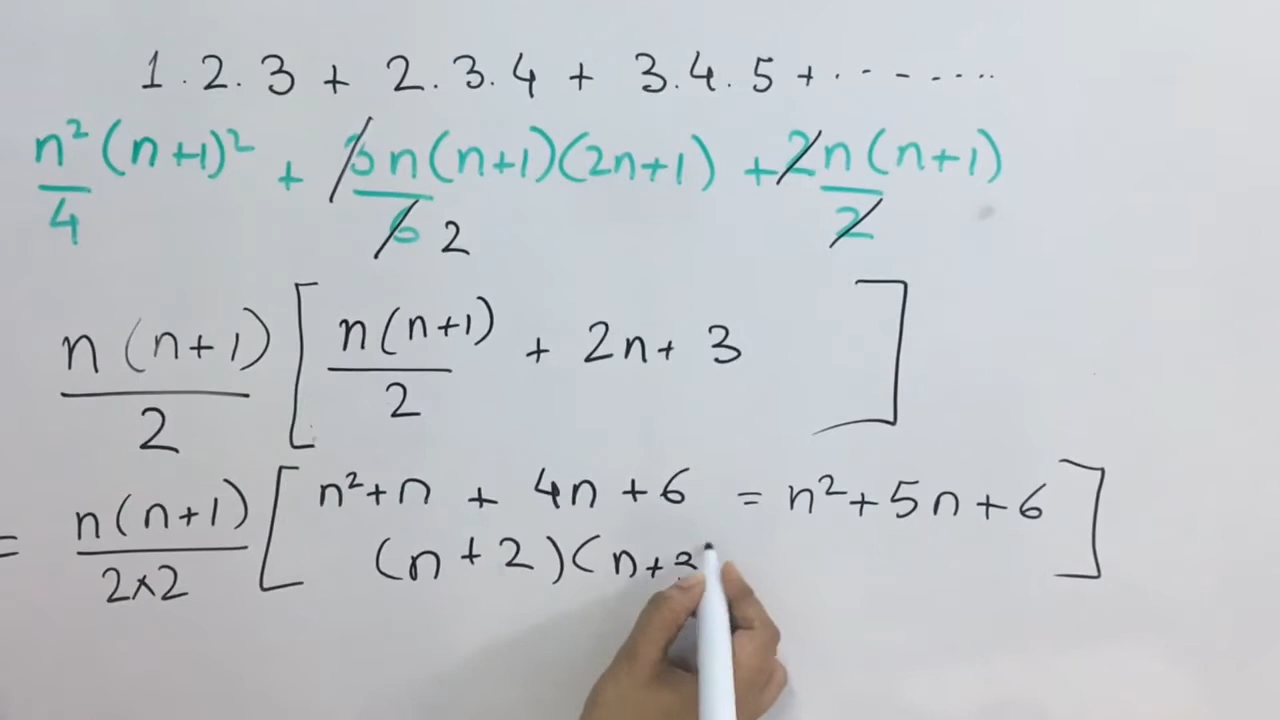 1.2.3 + 2.3.4 + 3.4.5 + ........
n²(n+1)²/4 + 3n(n+1)(2n+1)/6 2 + 2n(n+1)/2
n(n+1)/2 [ n(n+1)/2 + 2n + 3 ]
= n(n+1)/2×2 [ n²+n + 4n + 6 = n²+5n+6 ]
(n+2)(n+3